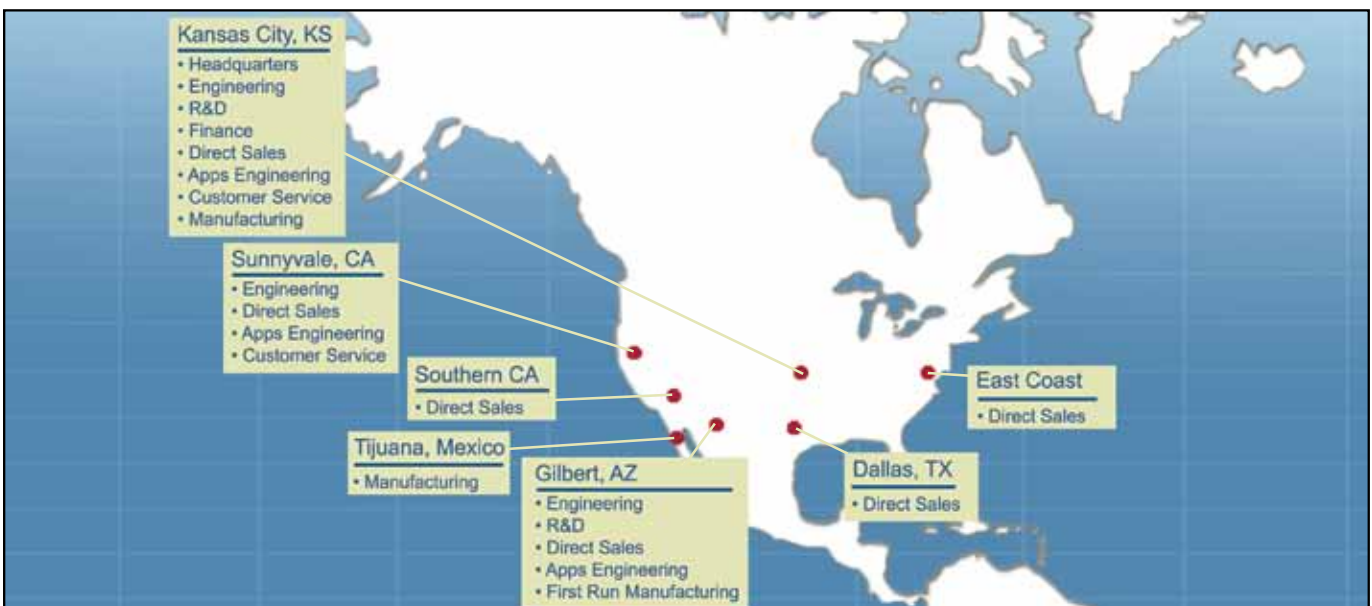 Kansas City, KS
• Headquarters
• Engineering
• R&D
• Finance
• Direct Sales
• Apps Engineering
• Customer Service
• Manufacturing
Sunnyvale, CA
• Engineering
• Direct Sales
• Apps Engineering
• Customer Service
Southern CA
• Direct Sales
Tijuana, Mexico
• Manufacturing
Gilbert, AZ
• Engineering
• R&D
• Direct Sales
• Apps Engineering
• First Run Manufacturing
Dallas, TX
• Direct Sales
East Coast
• Direct Sales